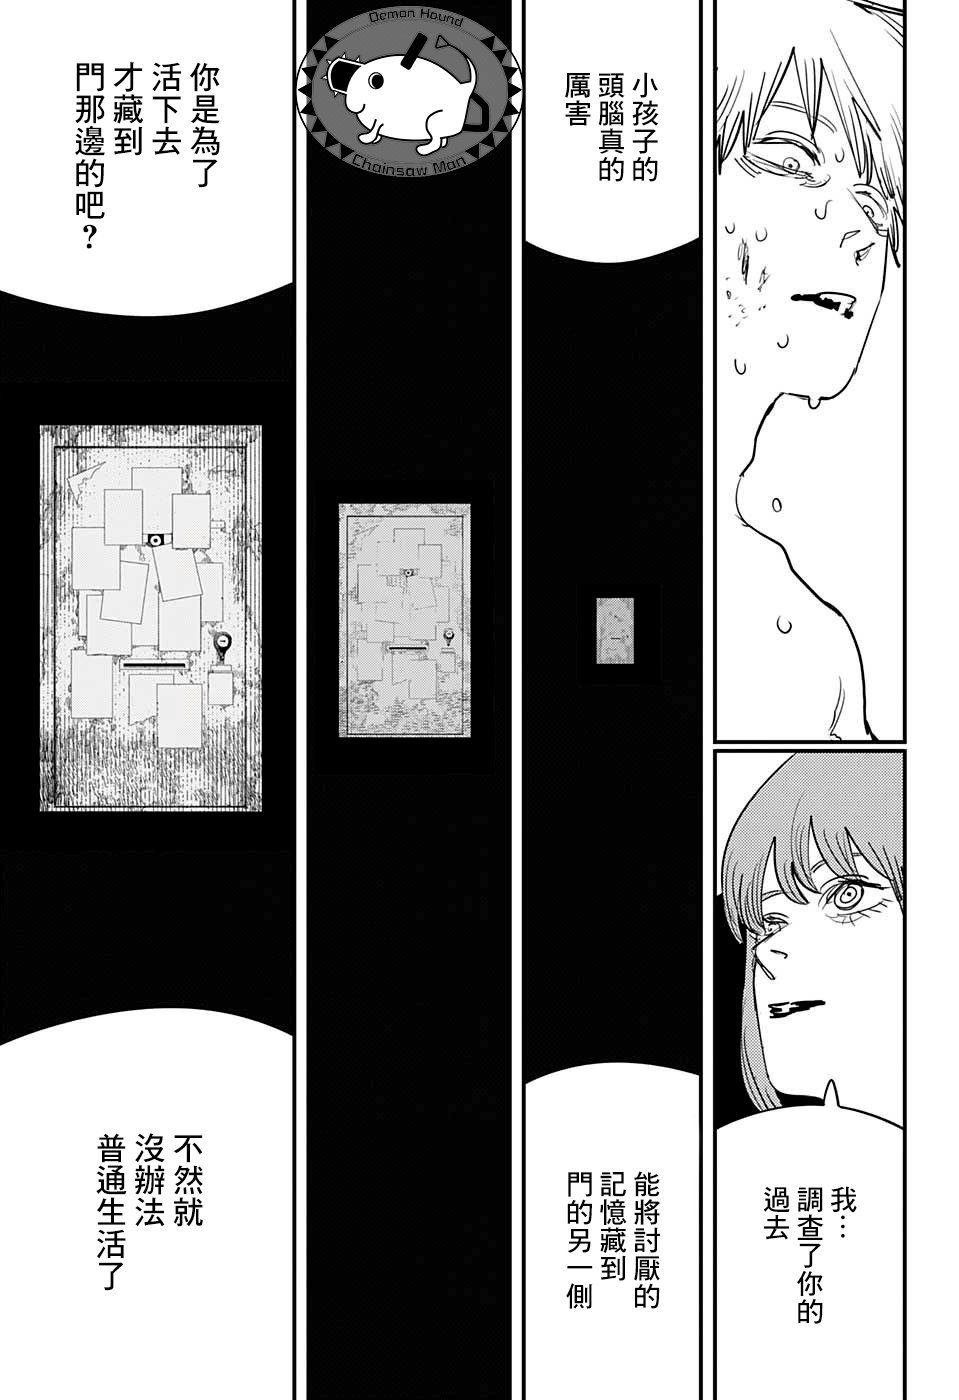 我…
調查了你的
過去
小孩子的
頭腦真的
厲害
能將討厭的
記憶藏到
門的另一側
Demon Hound
Chainsaw Man
你是為了
活下去
才藏到
門那邊的吧?
不然就
沒辦法
普通生活了